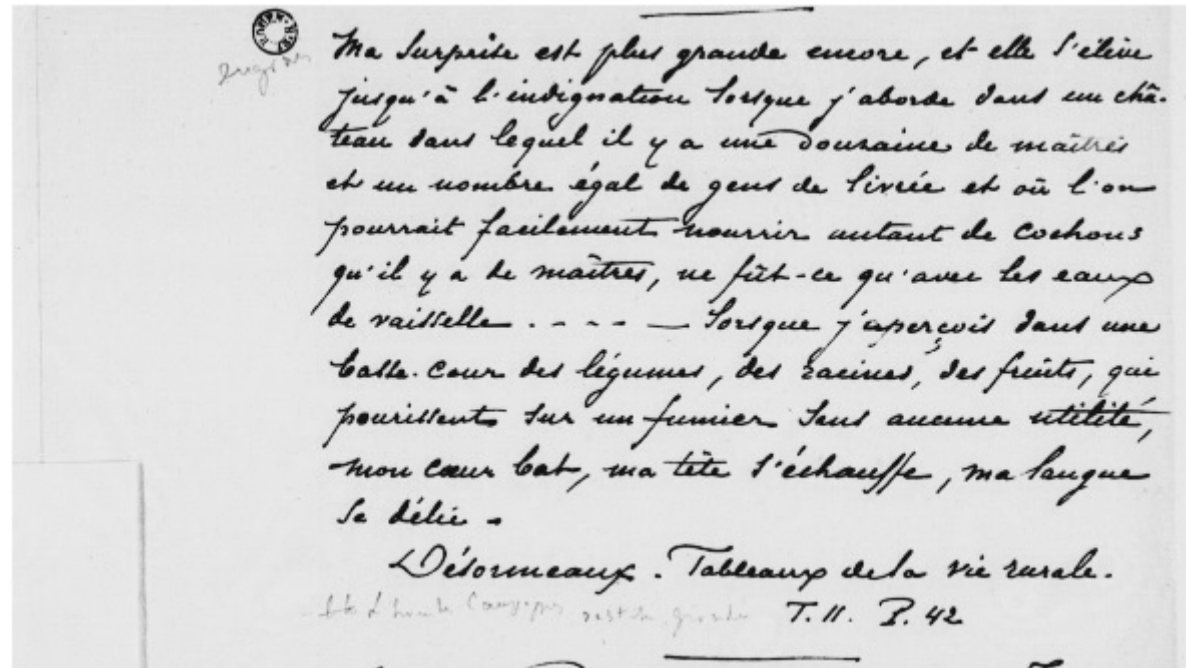 Ma surprise est plus grande encore, et elle s'élève
jusqu'à l'indignation lorsque j'aborde dans un châ-
teau dans lequel il y a une douzaine de maîtres
et un nombre égal de gens de livrée et où l'on
pourrait facilement nourrir autant de cochons
qu'il y a de maîtres, ne fût-ce qu'avec les eaux
de vaisselle . - - - — lorsque j'aperçois dans une
basse-cour des légumes, des racines, des fruits, qui
pourissent sur un fumier sans aucune utilité,
mon cœur bat, ma tête s'échauffe, ma langue
se délie.
Désormeaux. Tableaux de la vie rurale.
T. II. P. 42